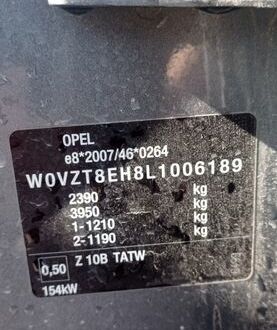 OPEL
e8*2007/46*0264
W0VZT8EH8L1006189
2390 kg
3950 kg
1-1210 kg
2-1190 kg
0,50 Z 10B TATW
154kW